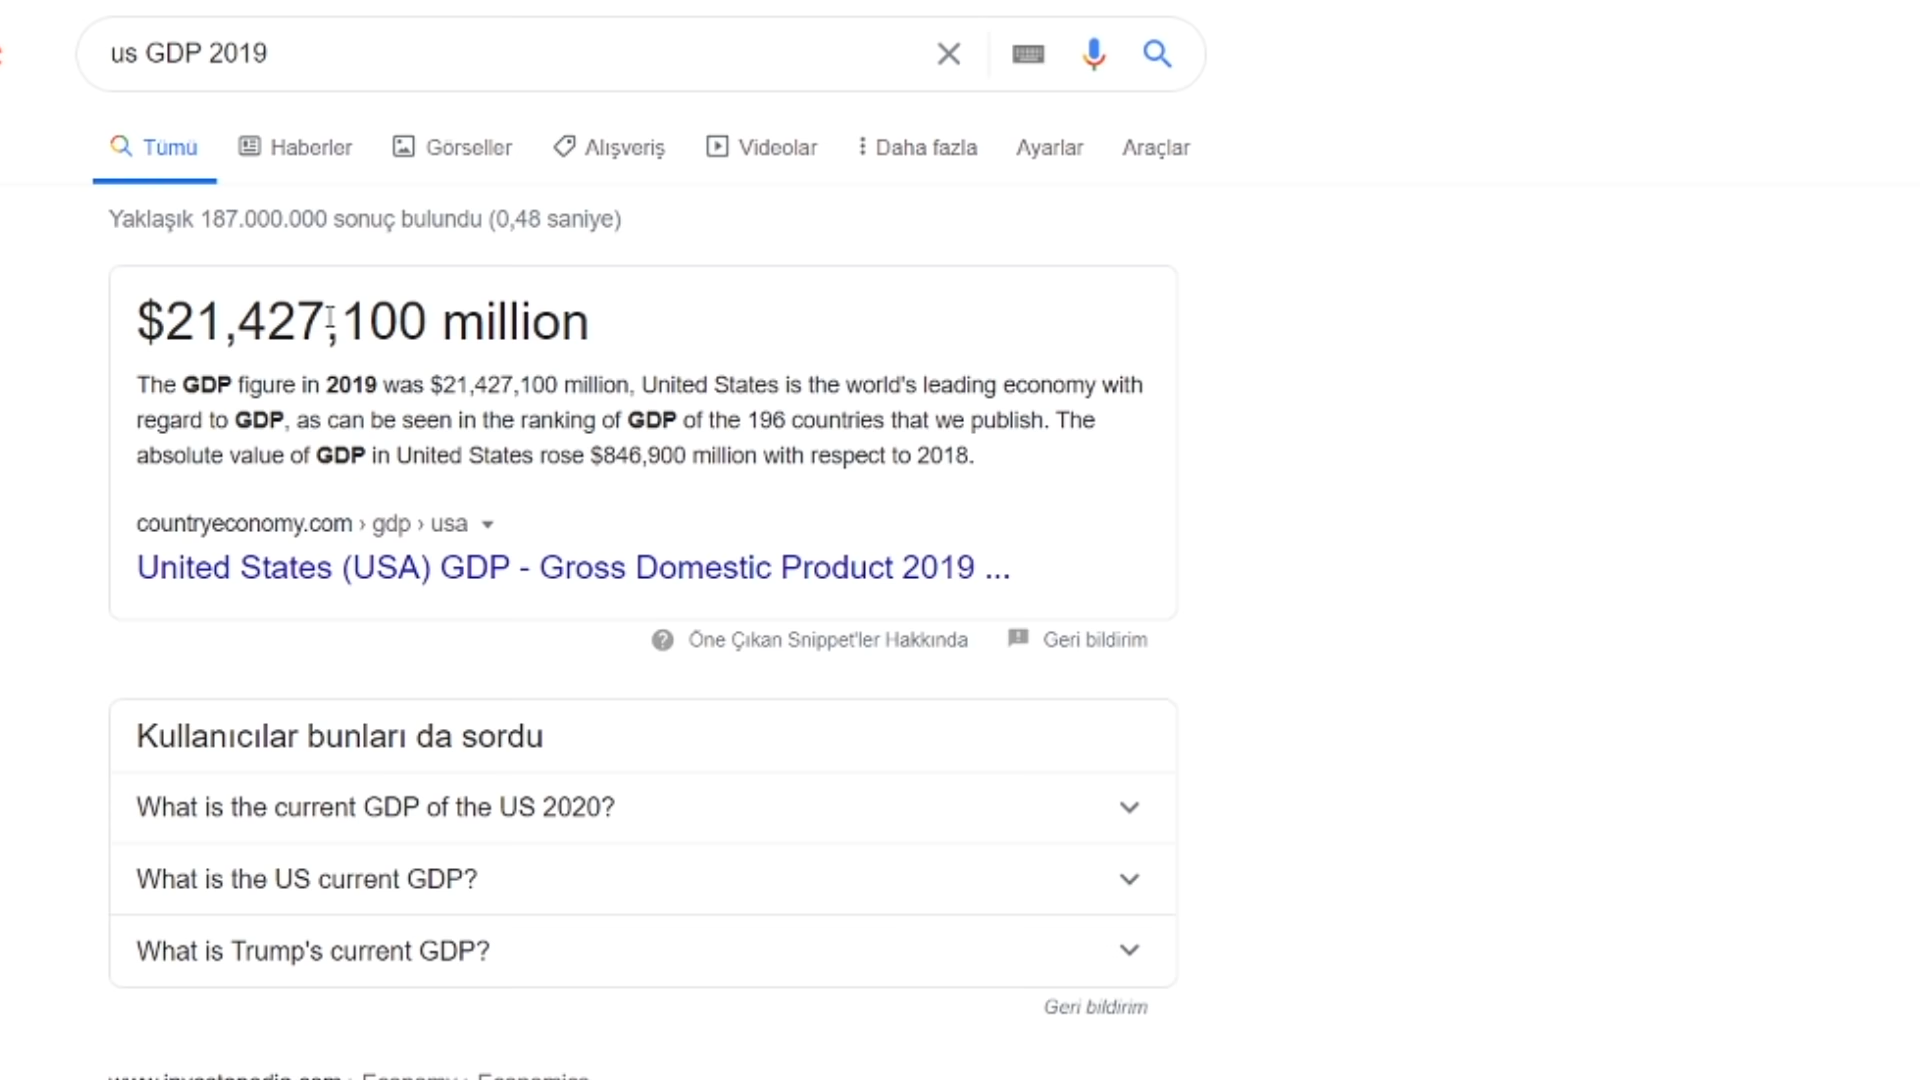 us GDP 2019
Tümü Haberler Görseller Alışveriş Videolar Daha fazla Ayarlar Araçlar
Yaklaşık 187.000.000 sonuç bulundu (0,48 saniye)
$21,427,100 million
The GDP figure in 2019 was $21,427,100 million, United States is the world's leading economy with
regard to GDP, as can be seen in the ranking of GDP of the 196 countries that we publish. The
absolute value of GDP in United States rose $846,900 million with respect to 2018.
countryeconomy.com › gdp › usa
United States (USA) GDP - Gross Domestic Product 2019 ...
Öne Çıkan Snippet'ler Hakkında Geri bildirim
Kullanıcılar bunları da sordu
What is the current GDP of the US 2020?
What is the US current GDP?
What is Trump's current GDP?
Geri bildirim
www.investopedia.com › Economy › Economics